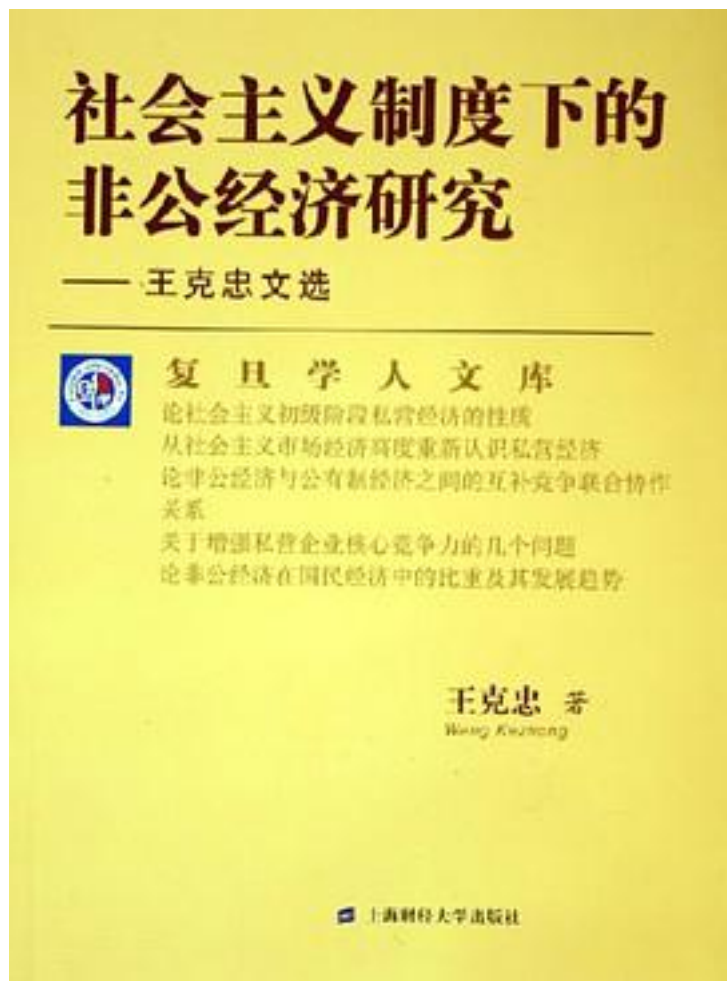 社会主义制度下的
非公经济研究
——王克忠文选
复旦学人文库
论社会主义初级阶段私营经济的性质
从社会主义市场经济高度重新认识私营经济
论非公经济与公有制经济之间的互补竞争联合协作
关系
关于增强私营企业核心竞争力的几个问题
论非公经济在国民经济中的比重及其发展趋势
王克忠 著
Wang Kezhong
上海财经大学出版社